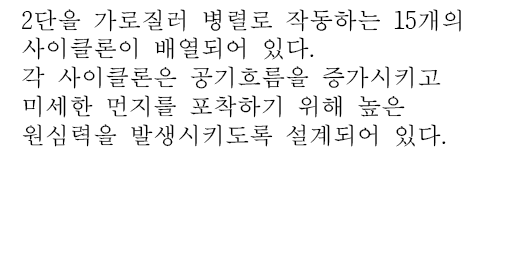 2단을 가로질러 병렬로 작동하는 15개의
사이클론이 배열되어 있다.
각 사이클론은 공기흐름을 증가시키고
미세한 먼지를 포착하기 위해 높은
원심력을 발생시키도록 설계되어 있다.